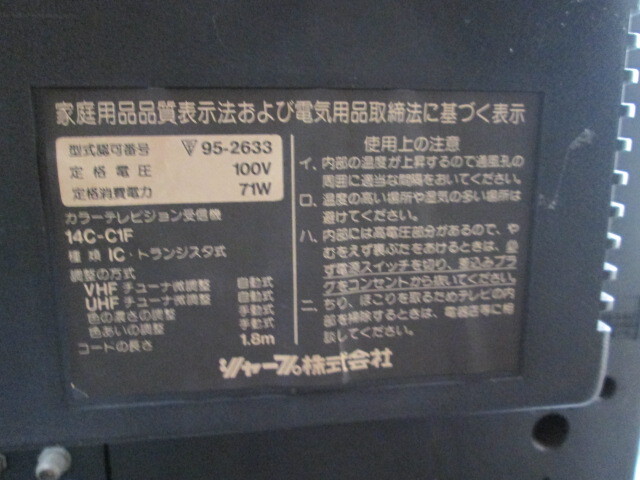 家庭用品品質表示法および電気用品取締法に基づく表示
型式認可番号 95-2633
定格電圧 100V
定格消費電力 71W
カラーテレビジョン受信機
14C-C1F
種類 IC・トランジスタ式
調整の方式
VHF チューナ微調整 自動式
UHF チューナ微調整 自動式
色の濃さの調整 手動式
色あいの調整 手動式
コードの長さ 1.8m
使用上の注意
イ、内部の温度が上昇するので通風孔の
周囲に適当な間隔をおいてください。
ロ、温度の高い場所や湿気の多い場所は
避けてください。
ハ、内部には高電圧部分があるので、や
むをえず裏ぶたをあけるときは、必
ず電源スイッチを切り、差込みプラ
グをコンセントから抜いてください。
ニ、ちり、ほこりを取るためテレビの内
部を掃除するときは、電器店等に相
談してください。
シャープ株式会社